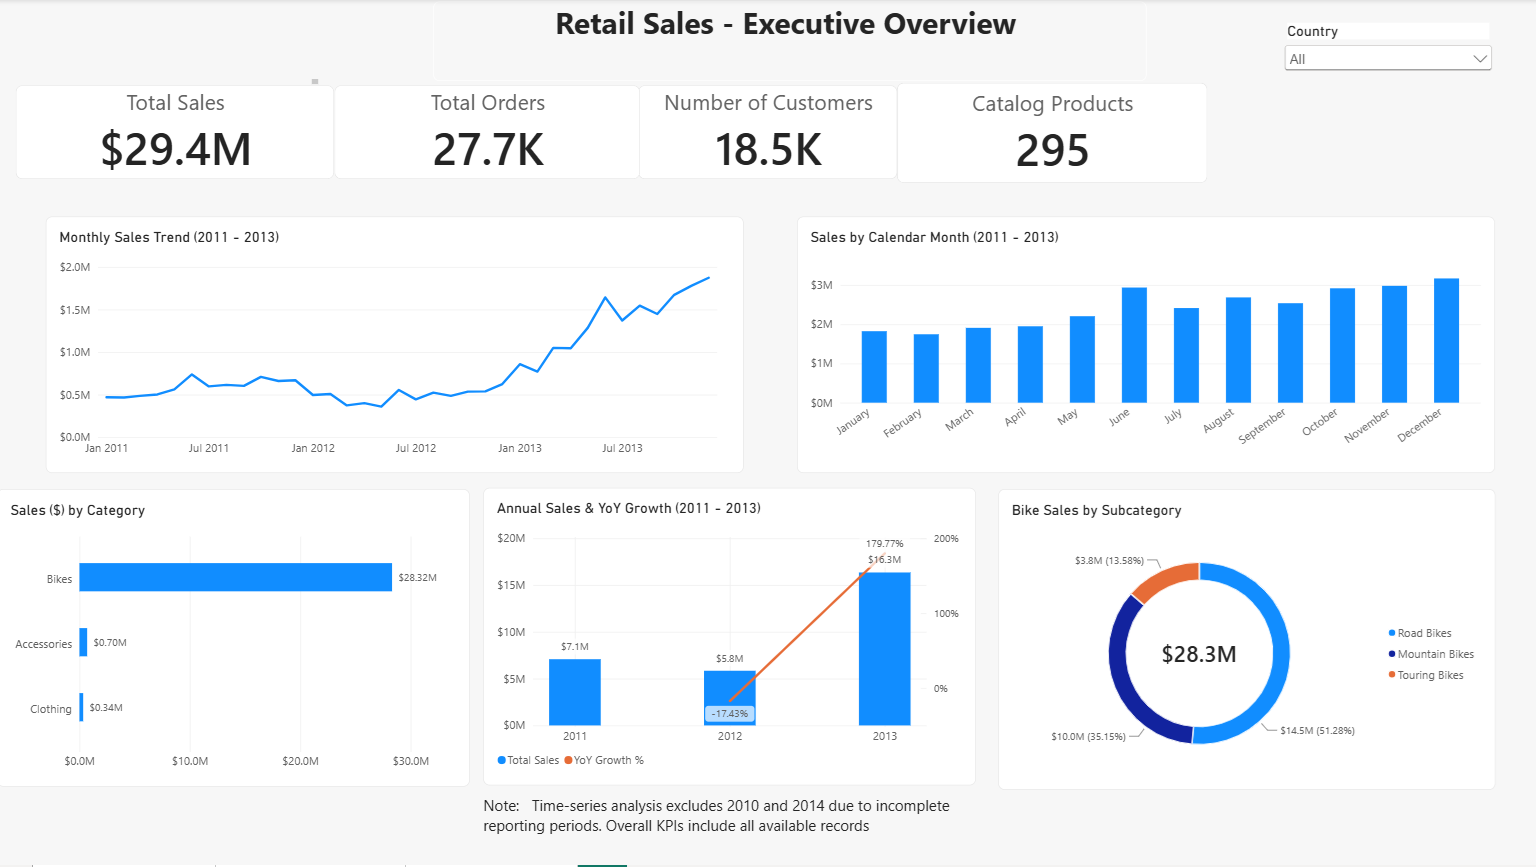 Retail Sales - Executive Overview
Country
All
Total Sales
$29.4M
Total Orders
27.7K
Number of Customers
18.5K
Catalog Products
295
Monthly Sales Trend (2011 - 2013)
$2.0M
$1.5M
$1.0M
$0.5M
$0.0M
Jan 2011
Jul 2011
Jan 2012
Jul 2012
Jan 2013
Jul 2013
Sales by Calendar Month (2011 - 2013)
$3M
$2M
$1M
$0M
January
February
March
April
May
June
July
August
September
October
November
December
Sales ($) by Category
Bikes
$28.32M
Accessories
$0.70M
Clothing
$0.34M
$0.0M
$10.0M
$20.0M
$30.0M
Annual Sales & YoY Growth (2011 - 2013)
$20M
$15M
$10M
$5M
$0M
200%
100%
0%
$7.1M
$5.8M
-17.43%
179.77%
$16.3M
2011
2012
2013
Total Sales
YoY Growth %
Bike Sales by Subcategory
$3.8M (13.58%)
$28.3M
$10.0M (35.15%)
$14.5M (51.28%)
Road Bikes
Mountain Bikes
Touring Bikes
Note: Time-series analysis excludes 2010 and 2014 due to incomplete
reporting periods. Overall KPIs include all available records